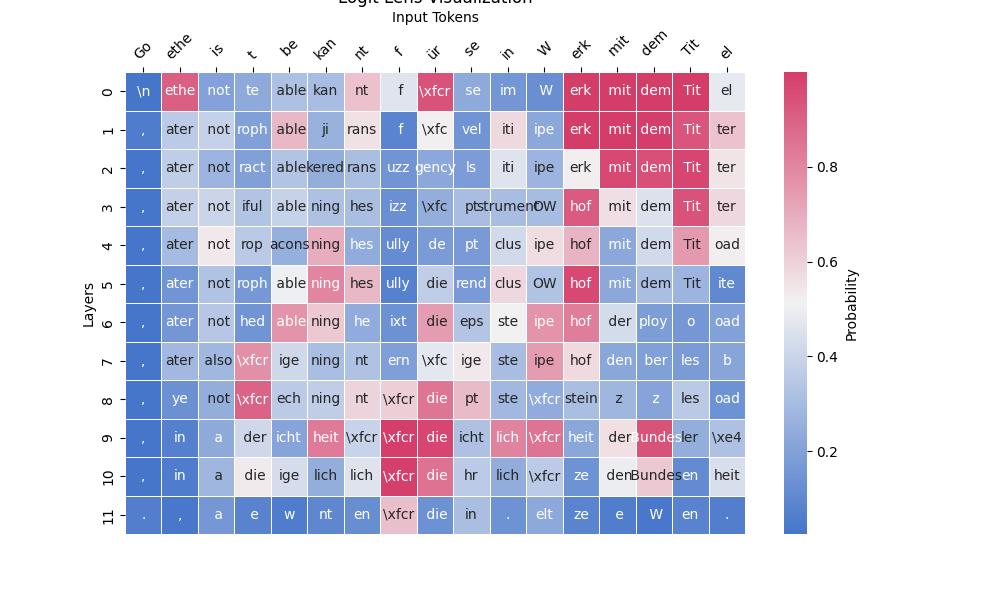 Logit Lens Visualization
Input Tokens
Go ethe is t be kan nt f ür se in W erk mit dem Tit el
0 \n ethe not te able kan nt f \xfcr se im W erk mit dem Tit el
1 , ater not roph able ji rans f \xfc vel iti ipe erk mit dem Tit ter
2 , ater not ract able kered rans uzz gency ls iti ipe erk mit dem Tit ter
3 , ater not iful able ning hes izz \xfc pt strument OW hof mit dem Tit ter
4 , ater not rop acons ning hes ully de pt clus ipe hof mit dem Tit oad
5 , ater not roph able ning hes ully die rend clus OW hof mit dem Tit ite
6 , ater not hed able ning he ixt die eps ste ipe hof der ploy o oad
7 , ater also \xfcr ige ning nt ern \xfc ige ste ipe hof den ber les b
8 , ye not \xfcr ech ning nt \xfcr die pt ste \xfcr stein z z les oad
9 , in a der icht heit \xfcr \xfcr die icht lich \xfcr heit der Bundes ler \xe4
10 , in a die ige lich lich \xfcr die hr lich \xfcr ze den Bundes en heit
11 . , a e w nt en \xfcr die in . elt ze e W en .
Layers
0.8
0.6
0.4
0.2
Probability